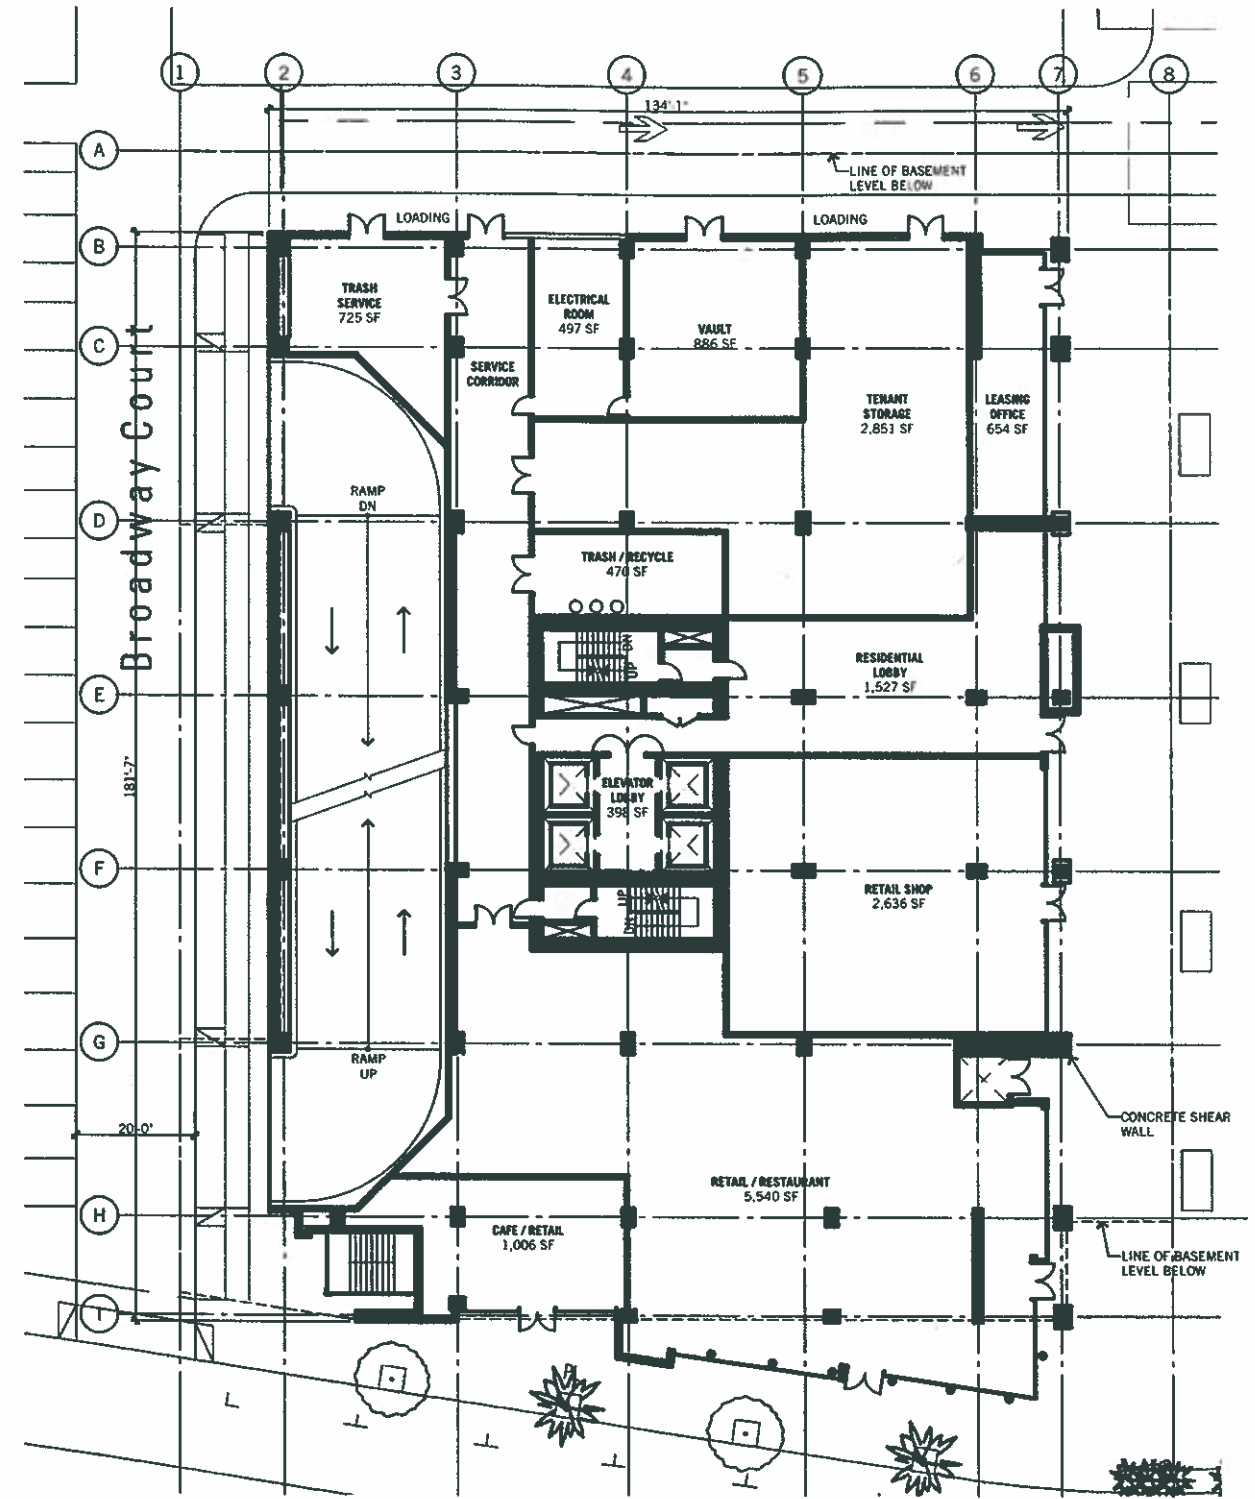 1 2 3 4 5 6 7 8
134'-1"
A
LINE OF BASEMENT
LEVEL BELOW
LOADING
LOADING
B
TRASH
SERVICE
725 SF
ELECTRICAL
ROOM
497 SF
VAULT
886 SF
C
SERVICE
CORRIDOR
TENANT
STORAGE
2,851 SF
LEASING
OFFICE
654 SF
Broadway Court
RAMP
DN
D
TRASH / RECYCLE
470 SF
UP DN
RESIDENTIAL
LOBBY
1,527 SF
E
181'-7"
ELEVATOR
LOBBY
398 SF
F
RETAIL SHOP
2,636 SF
DN UP
G
RAMP
UP
CONCRETE SHEAR
WALL
20'-0"
RETAIL / RESTAURANT
5,540 SF
H
CAFE / RETAIL
1,006 SF
LINE OF BASEMENT
LEVEL BELOW
I